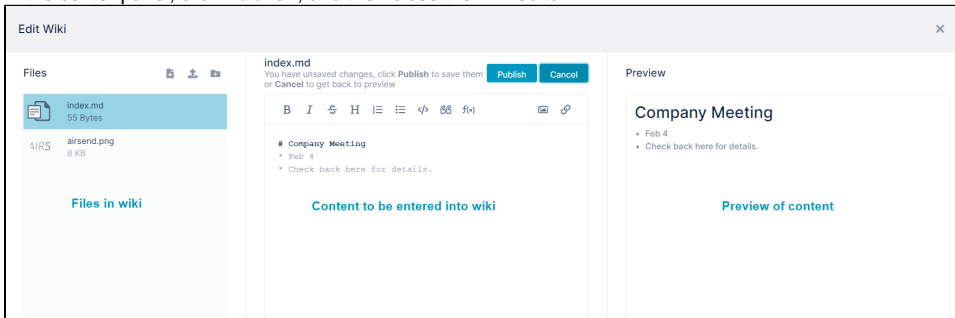 Edit Wiki
Files
index.md
55 Bytes
AIRS
airsend.png
8 KB
Files in wiki
index.md
You have unsaved changes, click Publish to save them
or Cancel to get back to preview
Publish
Cancel
B I S H </> 66 f(x)
# Company Meeting
* Feb 4
* Check back here for details.
Content to be entered into wiki
Preview
Company Meeting
• Feb 4
• Check back here for details.
Preview of content